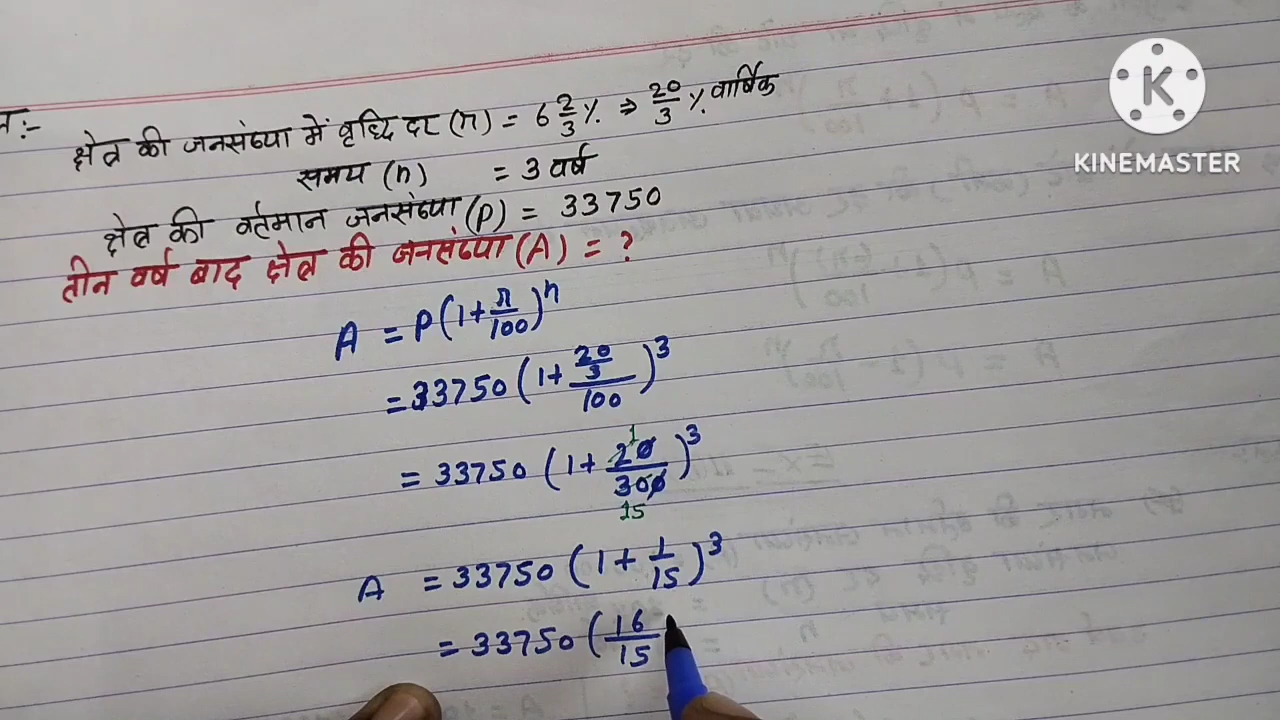 क्षेत्र की जनसंख्या में वृद्धि दर (r) = 6 2/3 % ⇒ 20/3 % वार्षिक
समय (n) = 3 वर्ष
क्षेत्र की वर्तमान जनसंख्या (P) = 33750
तीन वर्ष बाद क्षेत्र की जनसंख्या (A) = ?
A = P(1+r/100)^n
= 33750 (1+ (20/3)/100)^3
= 33750 (1+ 20/300)^3
1
15
A = 33750 (1+ 1/15)^3
= 33750 (16/15
KINEMASTER